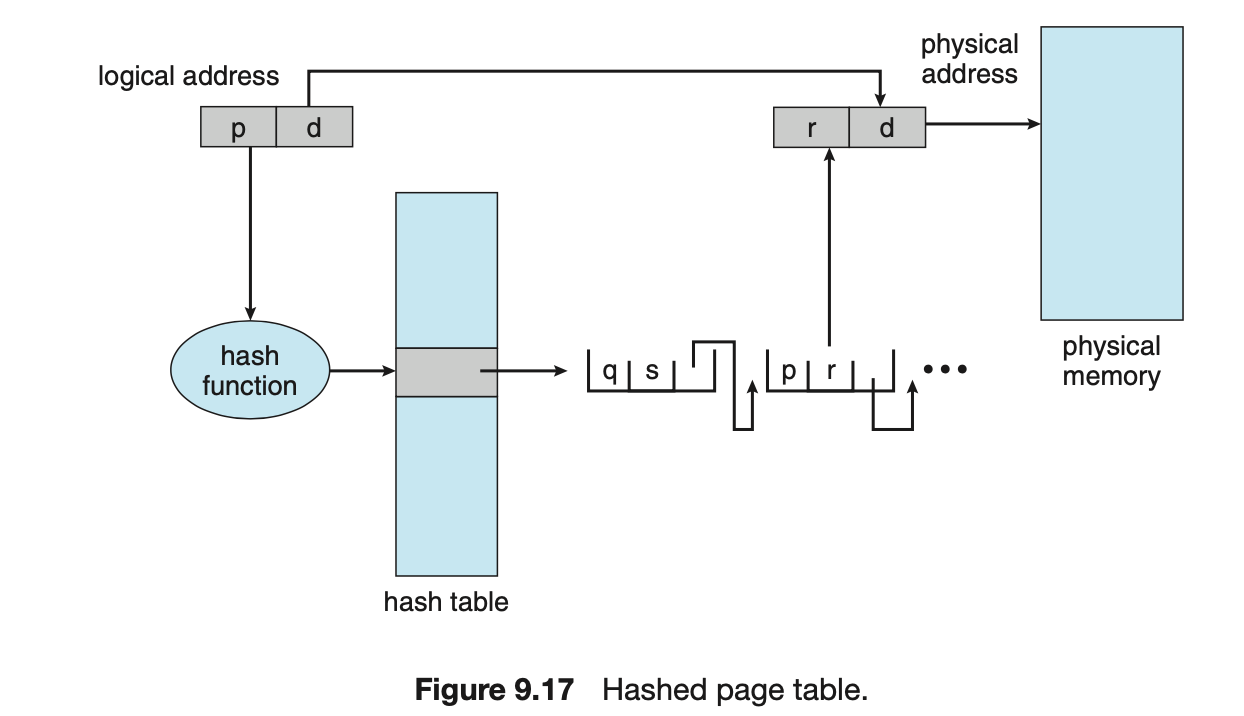 logical address
p d
r d
physical
address
hash
function
q s
p r
•••
physical
memory
hash table
Figure 9.17 Hashed page table.